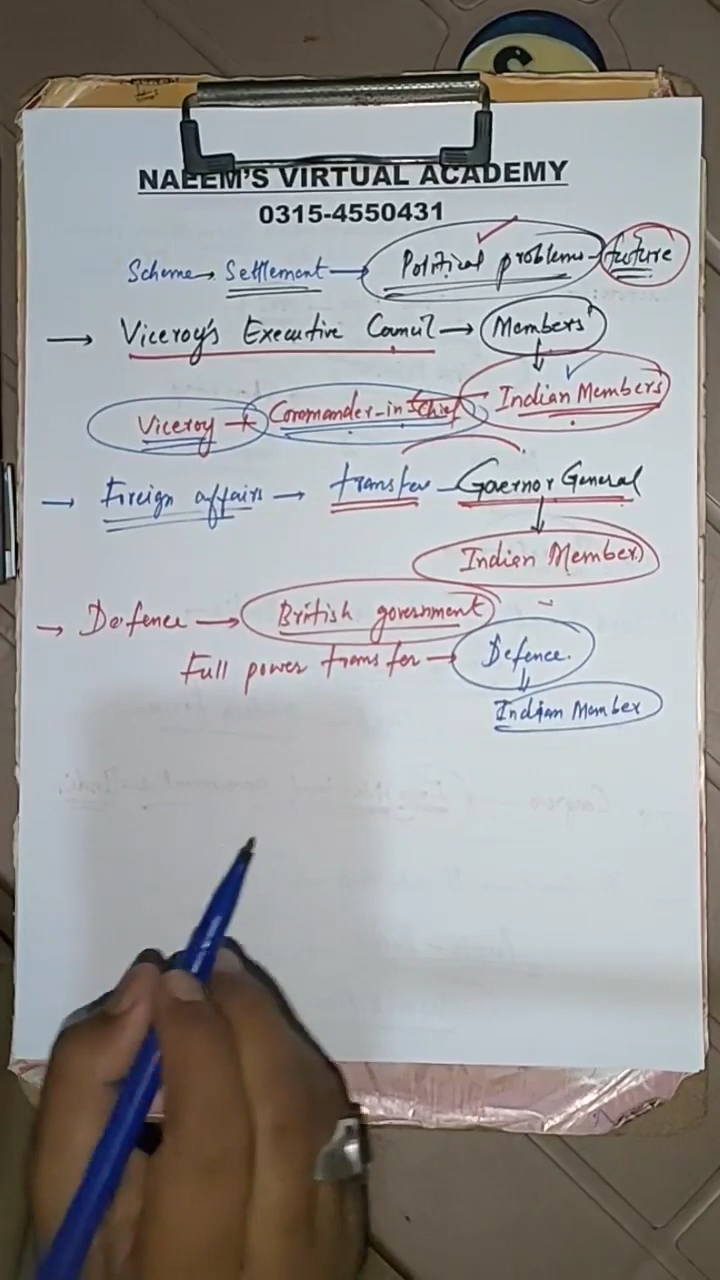 NAEEM'S VIRTUAL ACADEMY
0315-4550431
Scheme → Settlement → Political problems - future
→ Viceroy's Executive Council → Members
Indian Members
Viceroy + Commander-in Chief
→ Foreign affairs → transfer - Governor General
Indian Member
→ Defence → British government
Full power transfer → Defence.
Indian Member